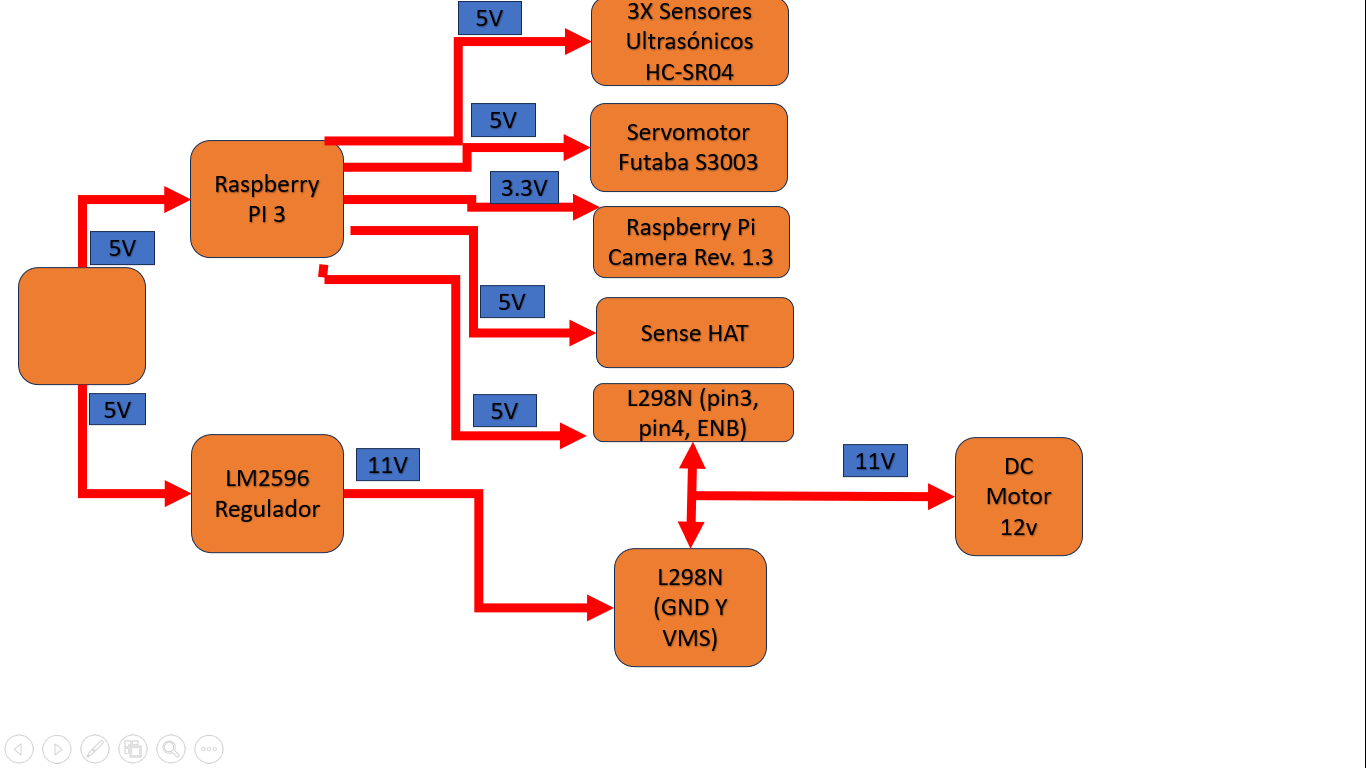 5V
3X Sensores
Ultrasónicos
HC-SR04
5V
Servomotor
Futaba S3003
Raspberry
PI 3
3.3V
Raspberry Pi
Camera Rev. 1.3
5V
5V
Sense HAT
5V
5V
L298N (pin3,
pin4, ENB)
LM2596
Regulador
11V
11V
DC
Motor
12v
L298N
(GND Y
VMS)